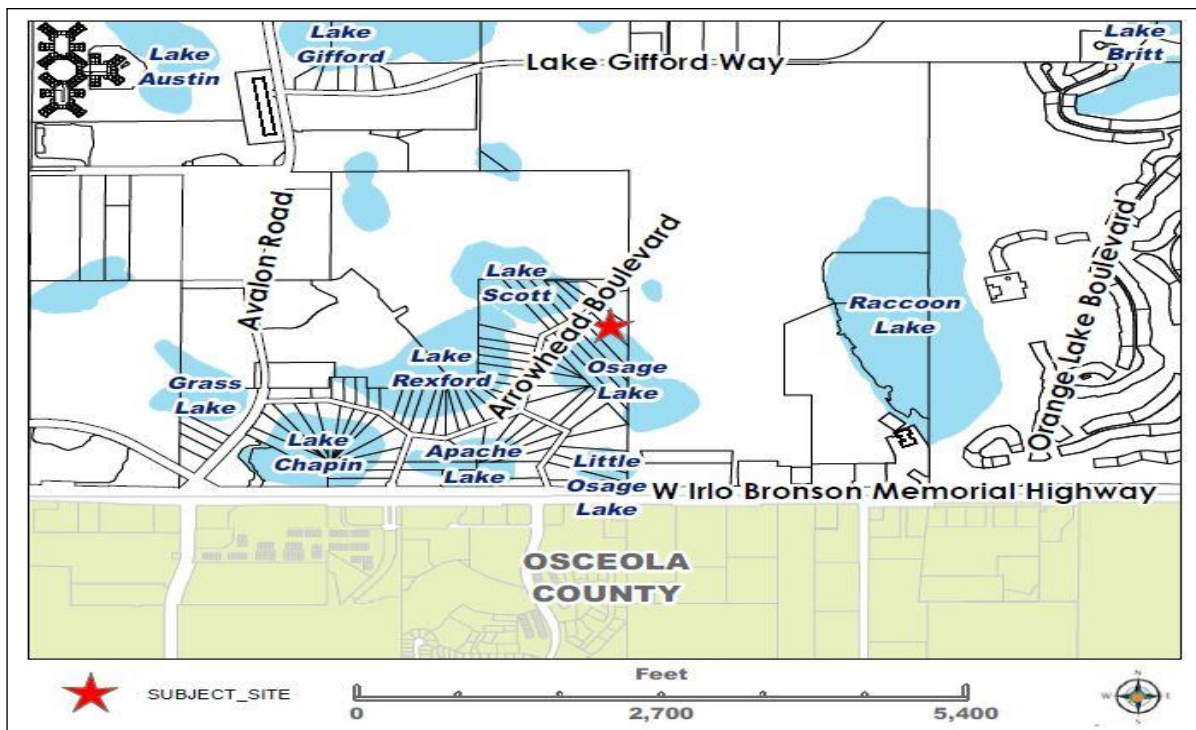 Lake
Austin
Lake
Gifford
Lake Gifford Way
Lake
Britt
Avalon Road
Lake
Scott
Arrowhead Boulevard
Raccoon
Lake
Orange Lake Boulevard
Grass
Lake
Lake
Rexford
Osage
Lake
Lake
Chapin
Apache
Lake
Little
Osage
Lake
W Irlo Bronson Memorial Highway
OSCEOLA
COUNTY
SUBJECT_SITE
Feet
0
2,700
5,400
N
W
E
S